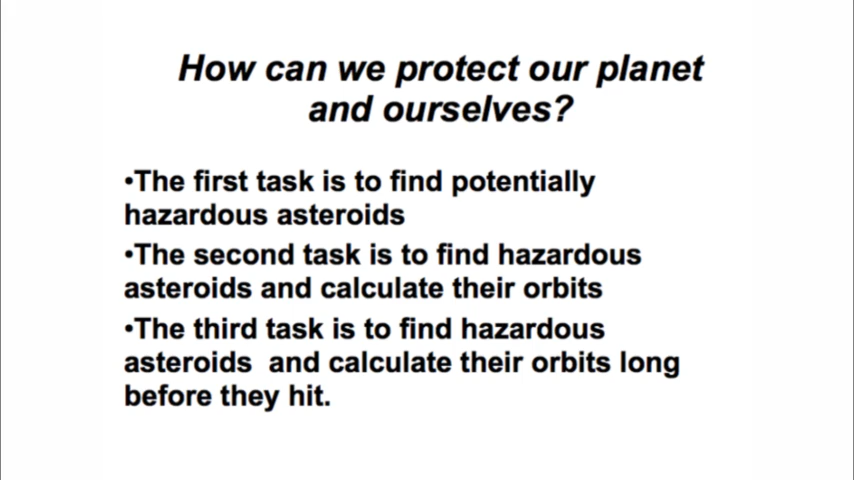 How can we protect our planet
and ourselves?
•The first task is to find potentially
hazardous asteroids
•The second task is to find hazardous
asteroids and calculate their orbits
•The third task is to find hazardous
asteroids  and calculate their orbits long
before they hit.